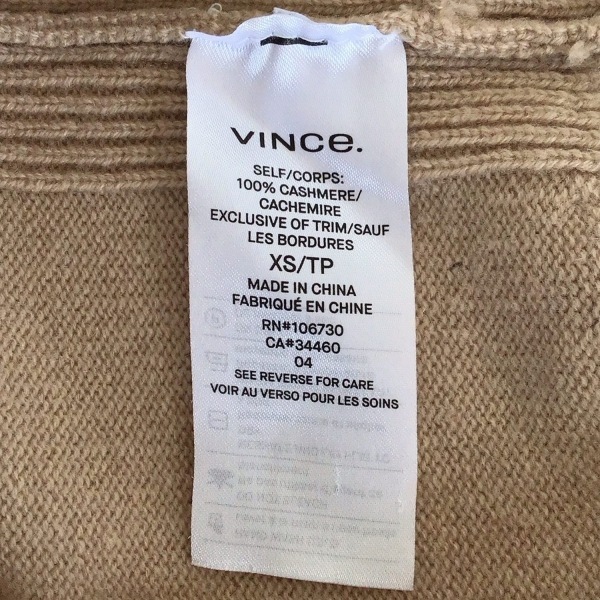 VINCE.
SELF/CORPS:
100% CASHMERE/
CACHEMIRE
EXCLUSIVE OF TRIM/SAUF
LES BORDURES
XS/TP
MADE IN CHINA
FABRIQUÉ EN CHINE
RN#106730
CA#34460
04
SEE REVERSE FOR CARE
VOIR AU VERSO POUR LES SOINS